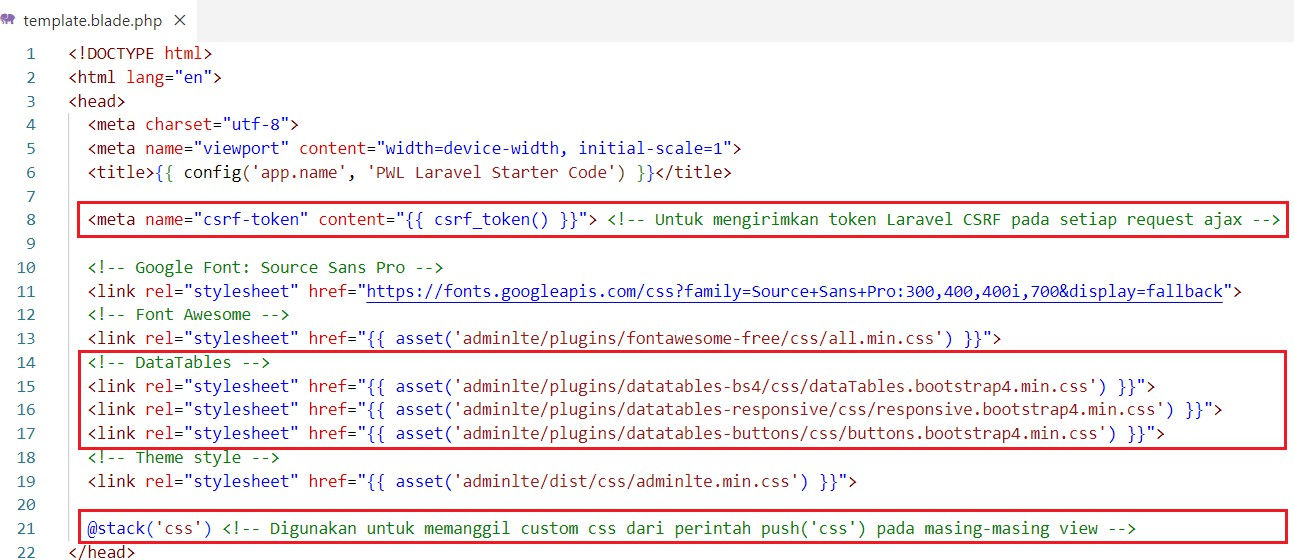 template.blade.php ×
1 <!DOCTYPE html>
2 <html lang="en">
3 <head>
4 <meta charset="utf-8">
5 <meta name="viewport" content="width=device-width, initial-scale=1">
6 <title>{{ config('app.name', 'PWL Laravel Starter Code') }}</title>
7
8 <meta name="csrf-token" content="{{ csrf_token() }}"> <!-- Untuk mengirimkan token Laravel CSRF pada setiap request ajax -->
9
10 <!-- Google Font: Source Sans Pro -->
11 <link rel="stylesheet" href="https://fonts.googleapis.com/css?family=Source+Sans+Pro:300,400,400i,700&display=fallback">
12 <!-- Font Awesome -->
13 <link rel="stylesheet" href="{{ asset('adminlte/plugins/fontawesome-free/css/all.min.css') }}">
14 <!-- DataTables -->
15 <link rel="stylesheet" href="{{ asset('adminlte/plugins/datatables-bs4/css/dataTables.bootstrap4.min.css') }}">
16 <link rel="stylesheet" href="{{ asset('adminlte/plugins/datatables-responsive/css/responsive.bootstrap4.min.css') }}">
17 <link rel="stylesheet" href="{{ asset('adminlte/plugins/datatables-buttons/css/buttons.bootstrap4.min.css') }}">
18 <!-- Theme style -->
19 <link rel="stylesheet" href="{{ asset('adminlte/dist/css/adminlte.min.css') }}">
20
21 @stack('css') <!-- Digunakan untuk memanggil custom css dari perintah push('css') pada masing-masing view -->
22 </head>